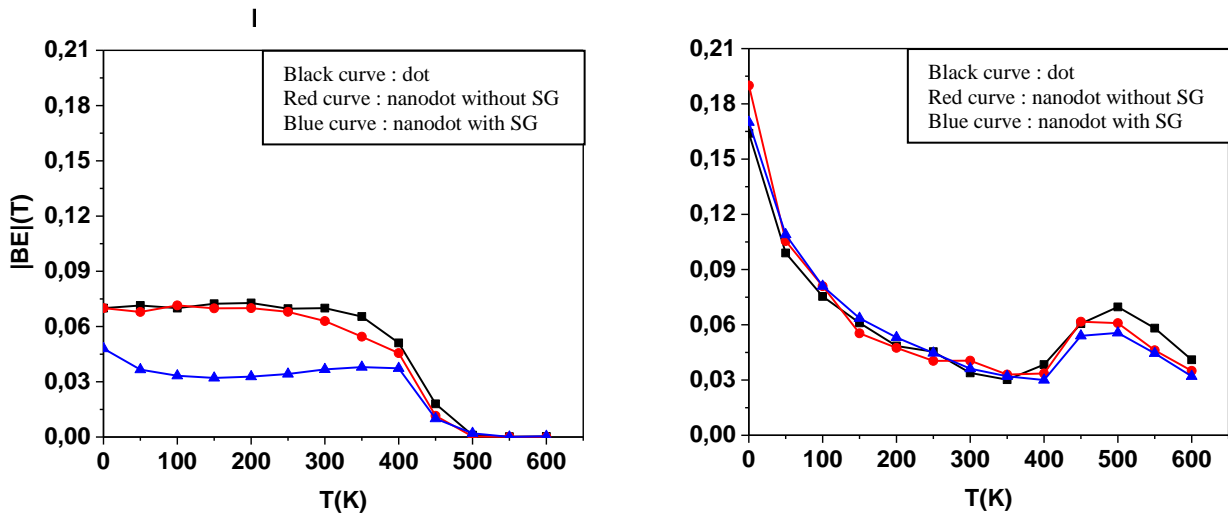 I
|BE|(T)
0,21
0,18
0,15
0,12
0,09
0,06
0,03
0,00
Black curve : dot
Red curve : nanodot without SG
Blue curve : nanodot with SG
0 100 200 300 400 500 600
T(K)
0,21
0,18
0,15
0,12
0,09
0,06
0,03
0,00
Black curve : dot
Red curve : nanodot without SG
Blue curve : nanodot with SG
0 100 200 300 400 500 600
T(K)